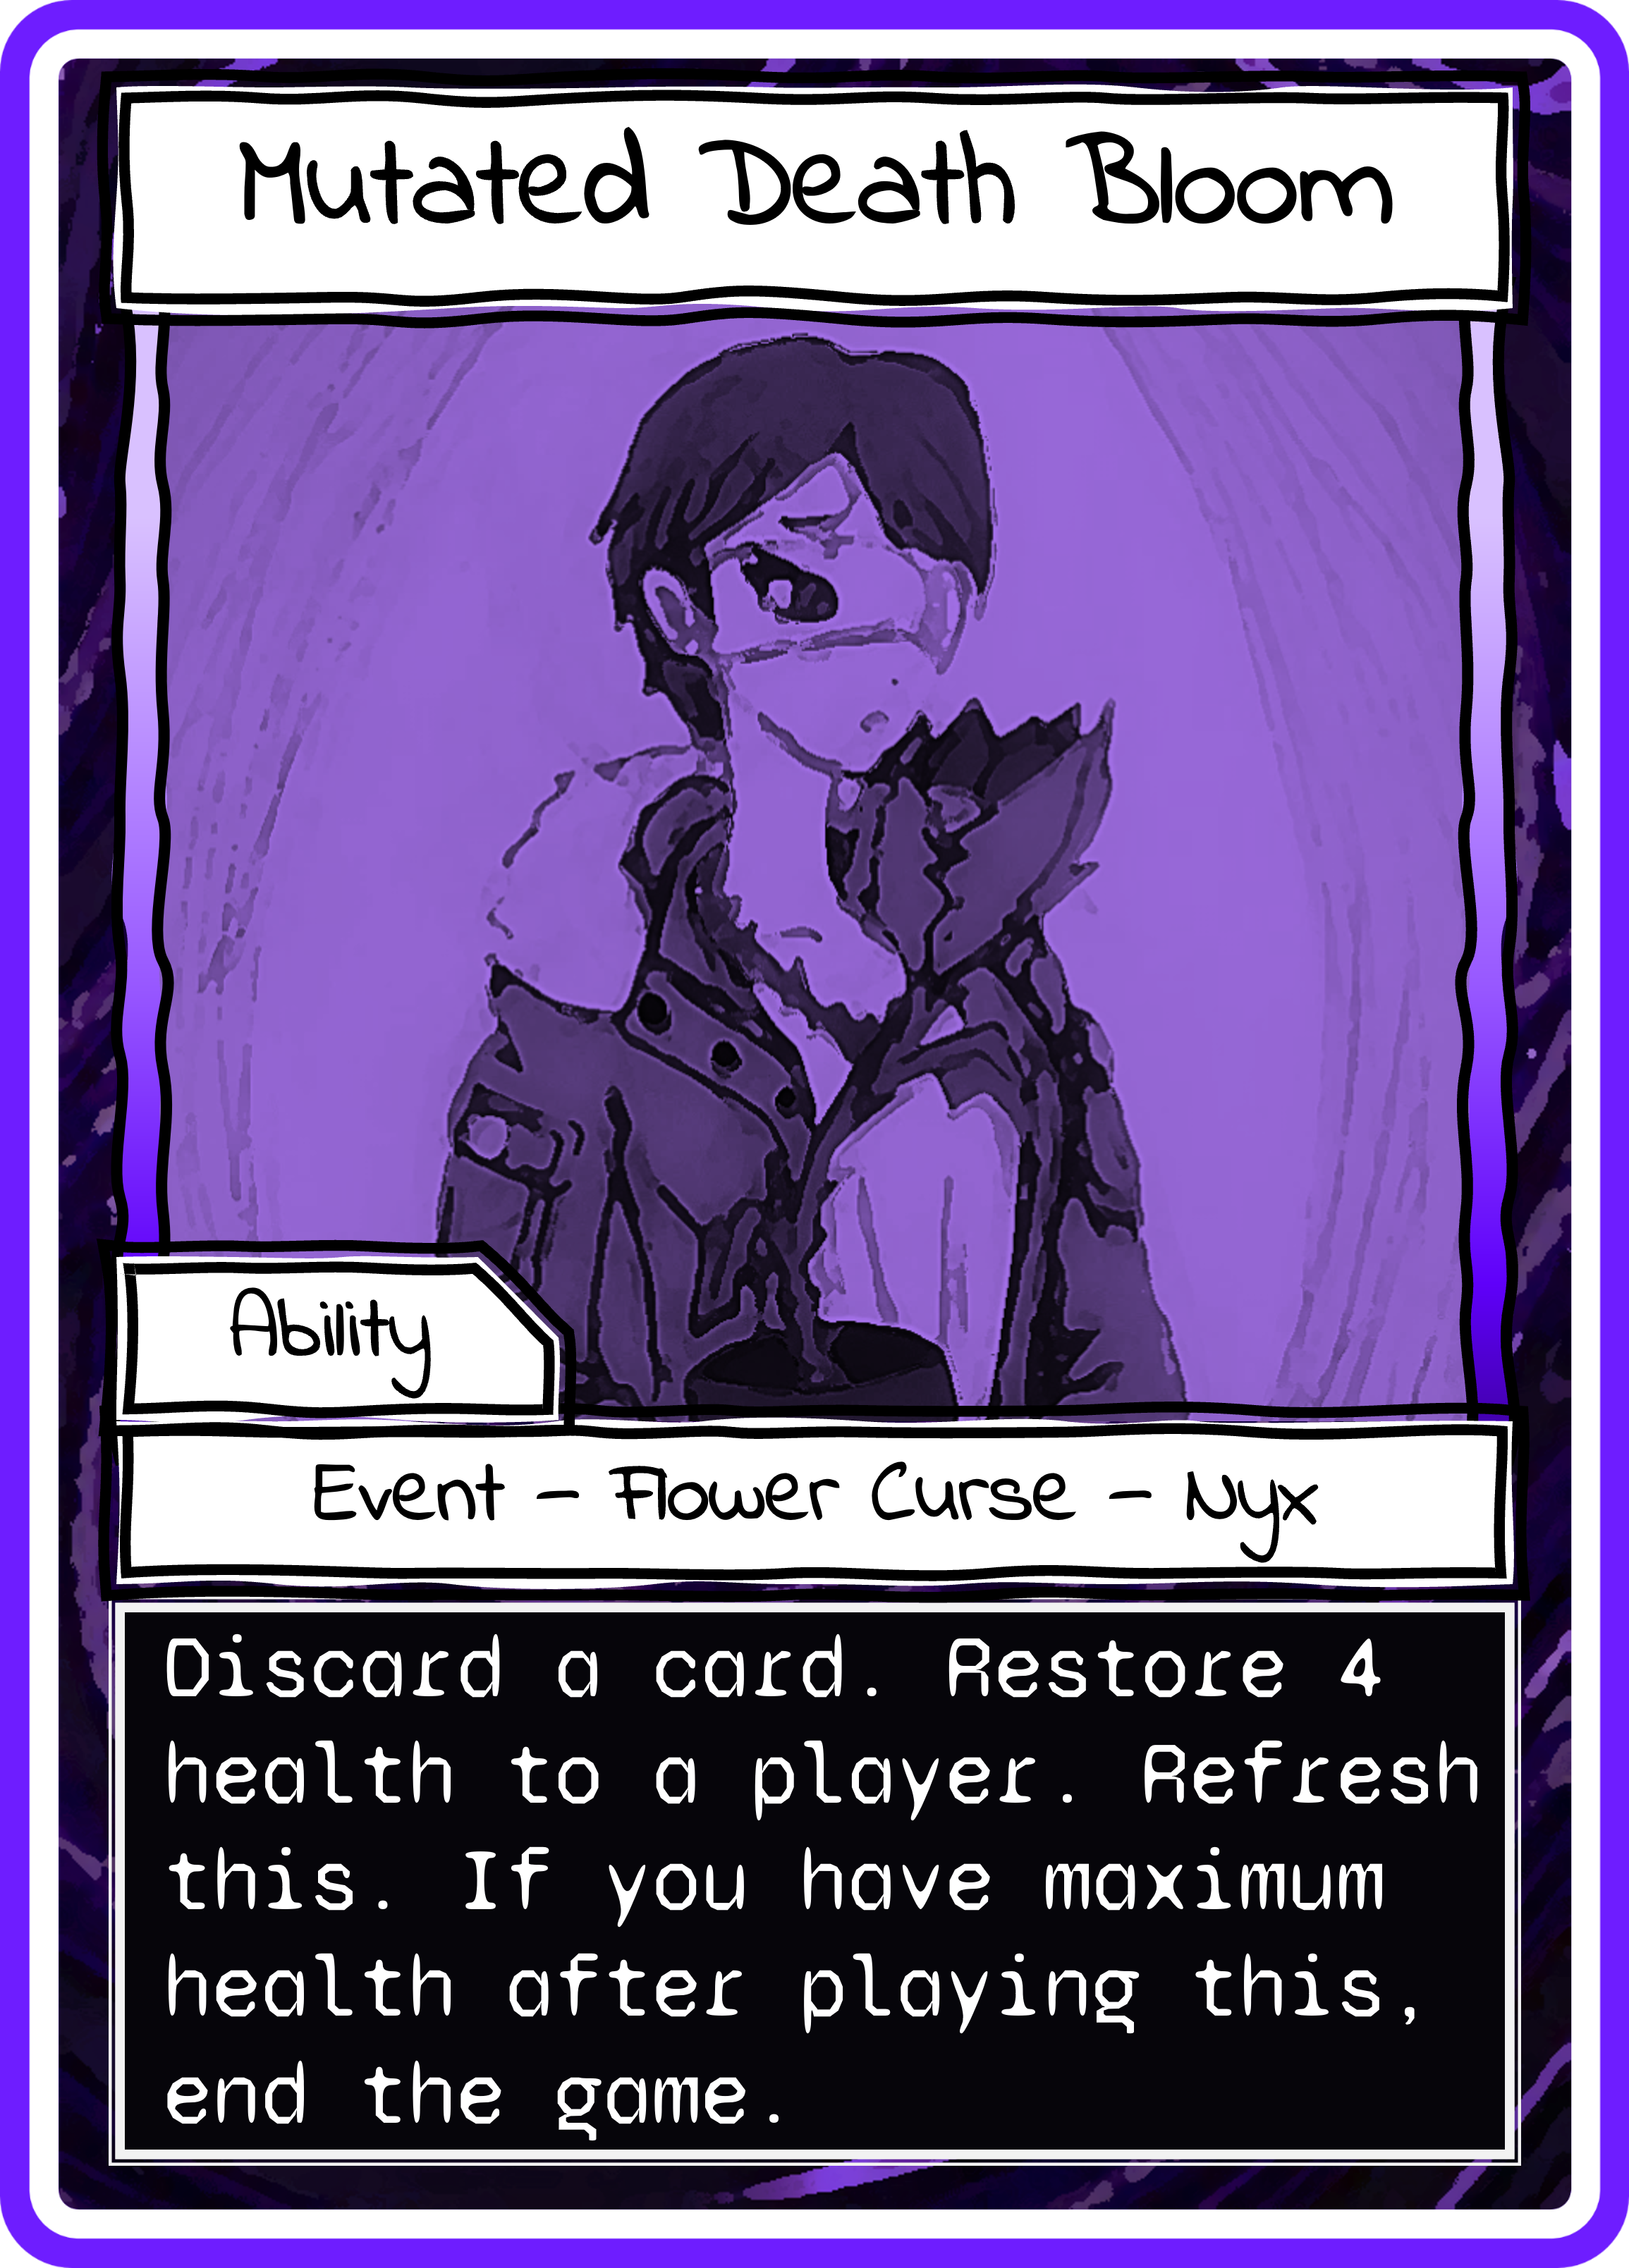 Mutated Death Bloom
Ability
Event - Flower Curse - Nyx
Discard a card. Restore 4
health to a player. Refresh
this. If you have maximum
health after playing this,
end the game.